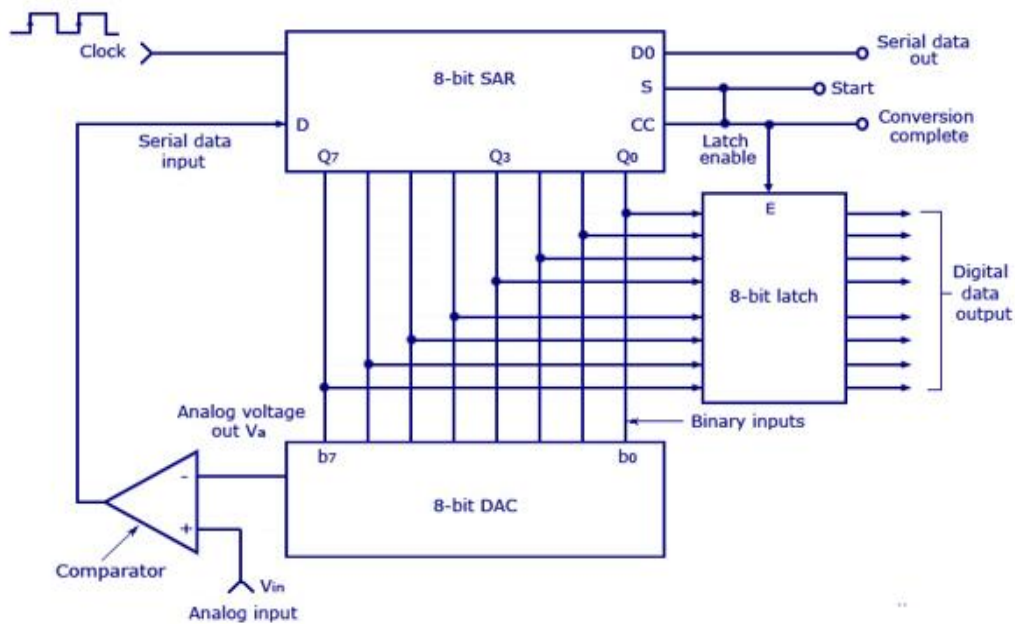 Clock
8-bit SAR
D0
Serial data
out
S
Start
CC
Conversion
complete
D
Serial data
input
Latch
enable
Q7
Q3
Q0
E
8-bit latch
Digital
data
output
Analog voltage
out Va
Binary inputs
b7
b0
-
8-bit DAC
+
Comparator
Vin
Analog input